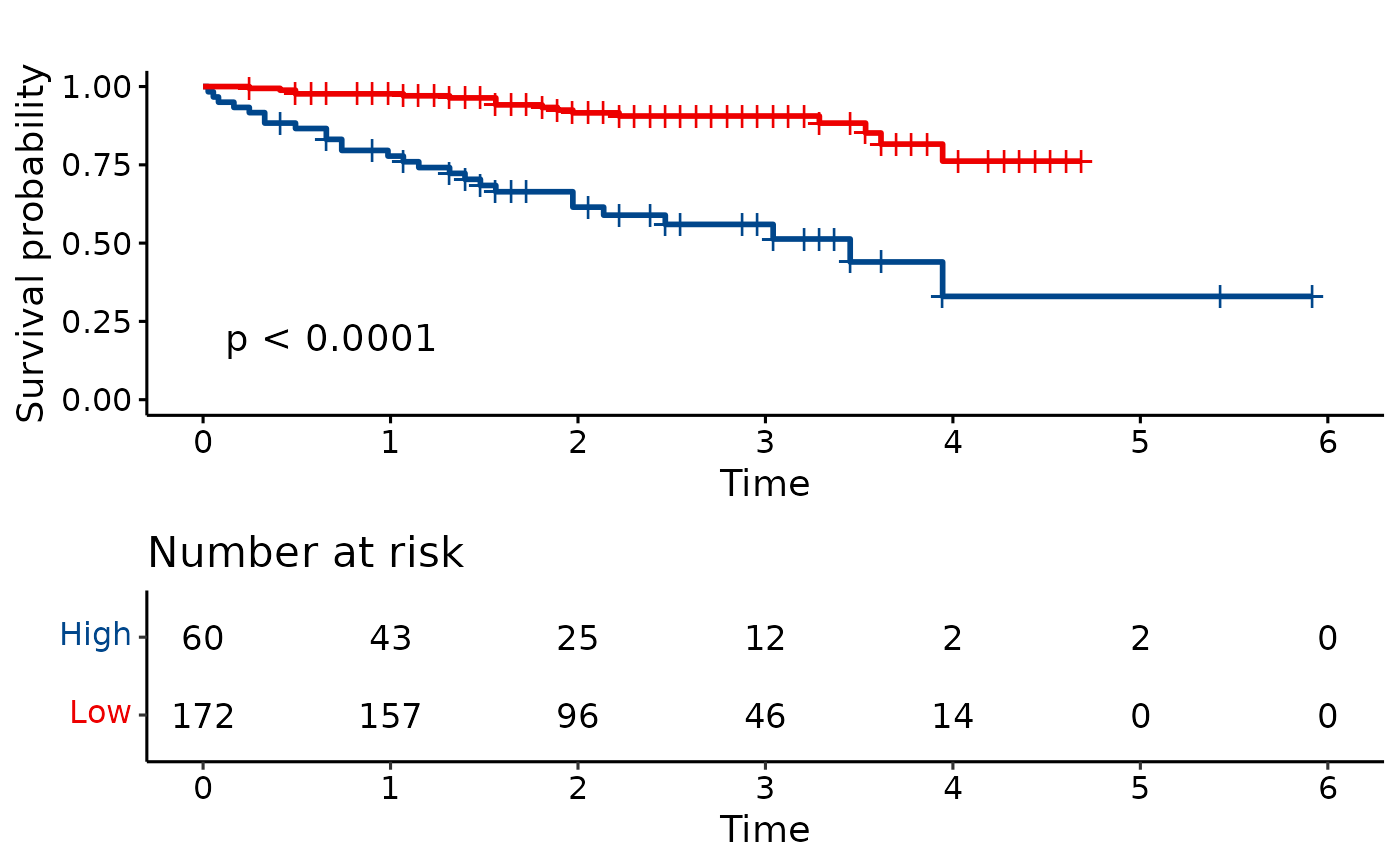 Survival probability
1.00
0.75
0.50
0.25
0.00
p < 0.0001
0 1 2 3 4 5 6
Time
Number at risk
High 60 43 25 12 2 2 0
Low 172 157 96 46 14 0 0
0 1 2 3 4 5 6
Time